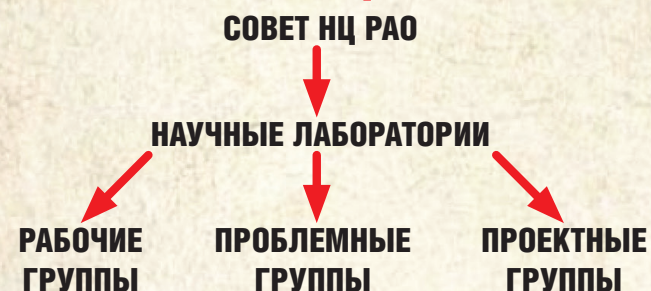 СОВЕТ НЦ РАО
НАУЧНЫЕ ЛАБОРАТОРИИ
РАБОЧИЕ
ГРУППЫ
ПРОБЛЕМНЫЕ
ГРУППЫ
ПРОЕКТНЫЕ
ГРУППЫ